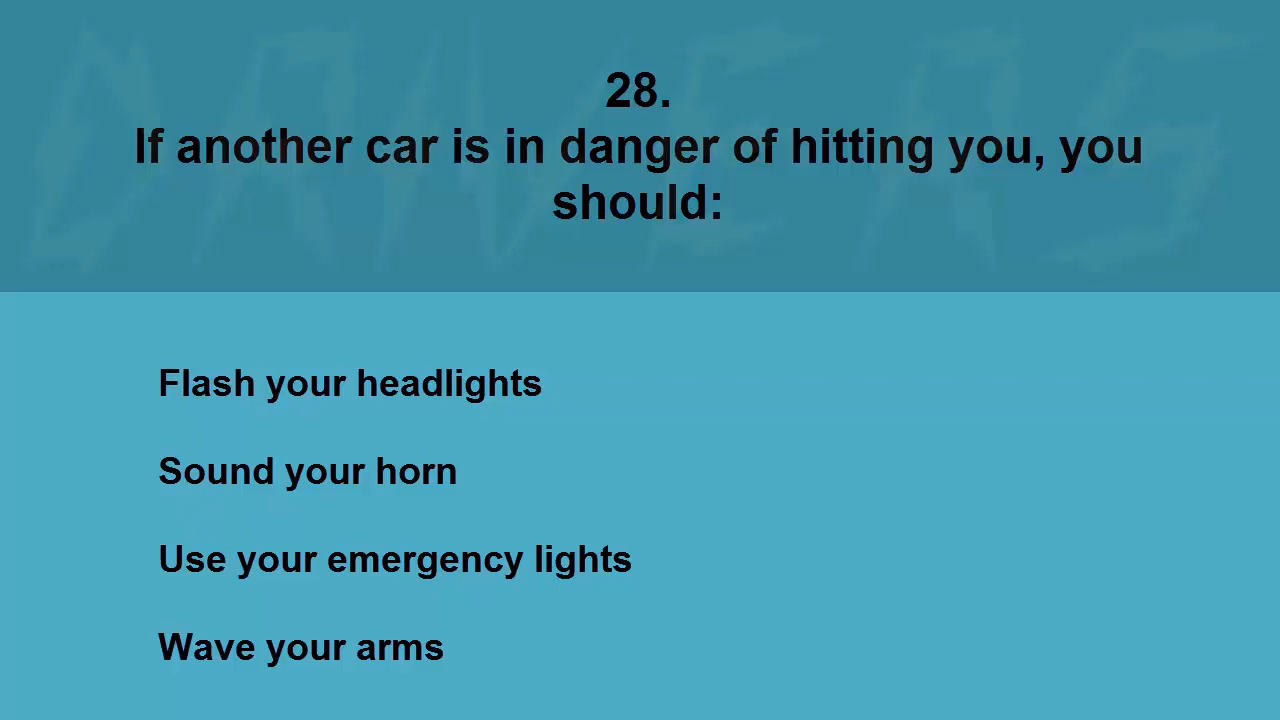 28.
If another car is in danger of hitting you, you
should:
Flash your headlights
Sound your horn
Use your emergency lights
Wave your arms